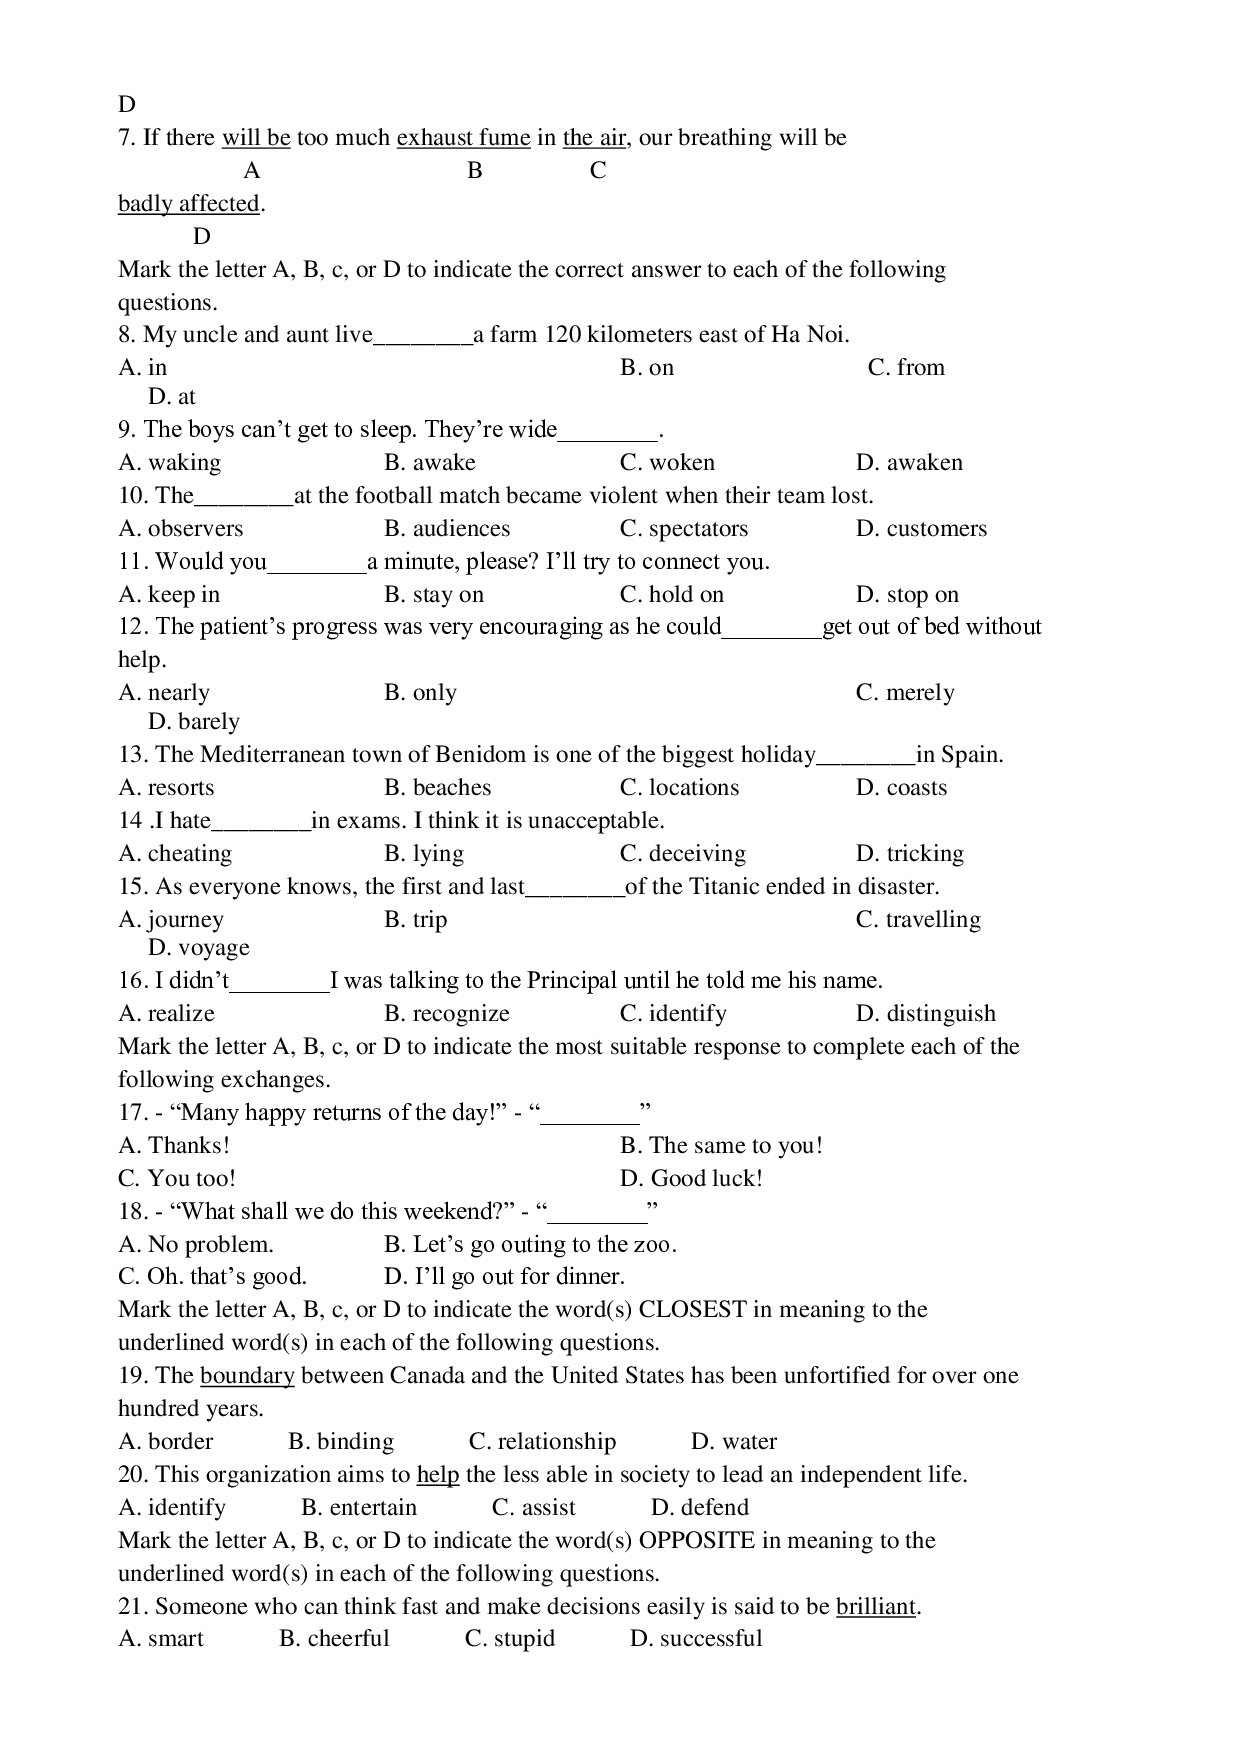 D
7. If there will be too much exhaust fume in the air, our breathing will be
A B C
badly affected.
D
Mark the letter A, B, c, or D to indicate the correct answer to each of the following
questions.
8. My uncle and aunt live________a farm 120 kilometers east of Ha Noi.
A. in B. on C. from
D. at
9. The boys can’t get to sleep. They’re wide________.
A. waking B. awake C. woken D. awaken
10. The________at the football match became violent when their team lost.
A. observers B. audiences C. spectators D. customers
11. Would you________a minute, please? I’ll try to connect you.
A. keep in B. stay on C. hold on D. stop on
12. The patient’s progress was very encouraging as he could________get out of bed without
help.
A. nearly B. only C. merely
D. barely
13. The Mediterranean town of Benidom is one of the biggest holiday________in Spain.
A. resorts B. beaches C. locations D. coasts
14 .I hate________in exams. I think it is unacceptable.
A. cheating B. lying C. deceiving D. tricking
15. As everyone knows, the first and last________of the Titanic ended in disaster.
A. journey B. trip C. travelling
D. voyage
16. I didn’t________I was talking to the Principal until he told me his name.
A. realize B. recognize C. identify D. distinguish
Mark the letter A, B, c, or D to indicate the most suitable response to complete each of the
following exchanges.
17. - “Many happy returns of the day!” - “________”
A. Thanks! B. The same to you!
C. You too! D. Good luck!
18. - “What shall we do this weekend?” - “________”
A. No problem. B. Let’s go outing to the zoo.
C. Oh. that’s good. D. I’ll go out for dinner.
Mark the letter A, B, c, or D to indicate the word(s) CLOSEST in meaning to the
underlined word(s) in each of the following questions.
19. The boundary between Canada and the United States has been unfortified for over one
hundred years.
A. border B. binding C. relationship D. water
20. This organization aims to help the less able in society to lead an independent life.
A. identify B. entertain C. assist D. defend
Mark the letter A, B, c, or D to indicate the word(s) OPPOSITE in meaning to the
underlined word(s) in each of the following questions.
21. Someone who can think fast and make decisions easily is said to be brilliant.
A. smart B. cheerful C. stupid D. successful